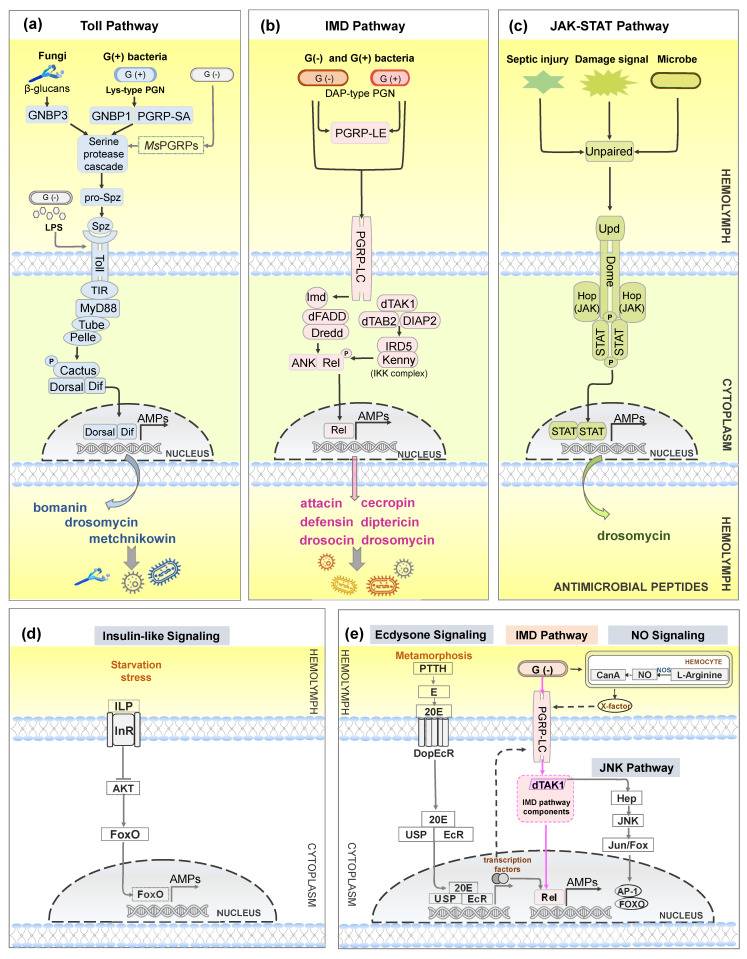 (a) Toll Pathway
Fungi
G(+) bacteria
G (+)
G (-)
β-glucans
Lys-type PGN
GNBP3
GNBP1 PGRP-SA
Serine
protease
cascade
MsPGRPs
pro-Spz
G (-)
LPS
Spz
Toll
TIR
MyD88
Tube
Pelle
P
Cactus
Dorsal Dif
AMPs
Dorsal Dif
NUCLEUS
bomanin
drosomycin
metchnikowin
(b) IMD Pathway
G(-) and G(+) bacteria
G (-)
G (+)
DAP-type PGN
PGRP-LE
PGRP-LC
Imd
dFADD
Dredd
dTAK1
dTAB2 DIAP2
IRD5
Kenny
(IKK complex)
ANK Rel
P
AMPs
Rel
NUCLEUS
attacin cecropin
defensin diptericin
drosocin drosomycin
(c) JAK-STAT Pathway
Septic injury Damage signal Microbe
Unpaired
HEMOLYMPH
Upd
Dome
Hop
(JAK)
Hop
(JAK)
P
STAT
STAT
P
CYTOPLASM
AMPs
STAT STAT
NUCLEUS
HEMOLYMPH
drosomycin
ANTIMICROBIAL PEPTIDES
(d) Insulin-like Signaling
Starvation
stress
HEMOLYMPH
ILP
InR
AKT
FoxO
CYTOPLASM
AMPs
FoxO
NUCLEUS
(e) Ecdysone Signaling IMD Pathway NO Signaling
HEMOLYMPH
Metamorphosis
PTTH
E
20E
DopEcR
20E
USP EcR
20E
USP EcR
CYTOPLASM
G (-)
HEMOCYTE
CanA
NO
NOS
L-Arginine
X-factor
PGRP-LC
dTAK1
IMD pathway
components
JNK Pathway
Hep
JNK
Jun/Fox
transcription
factors
Rel
AMPs
AP-1
FOXO
NUCLEUS